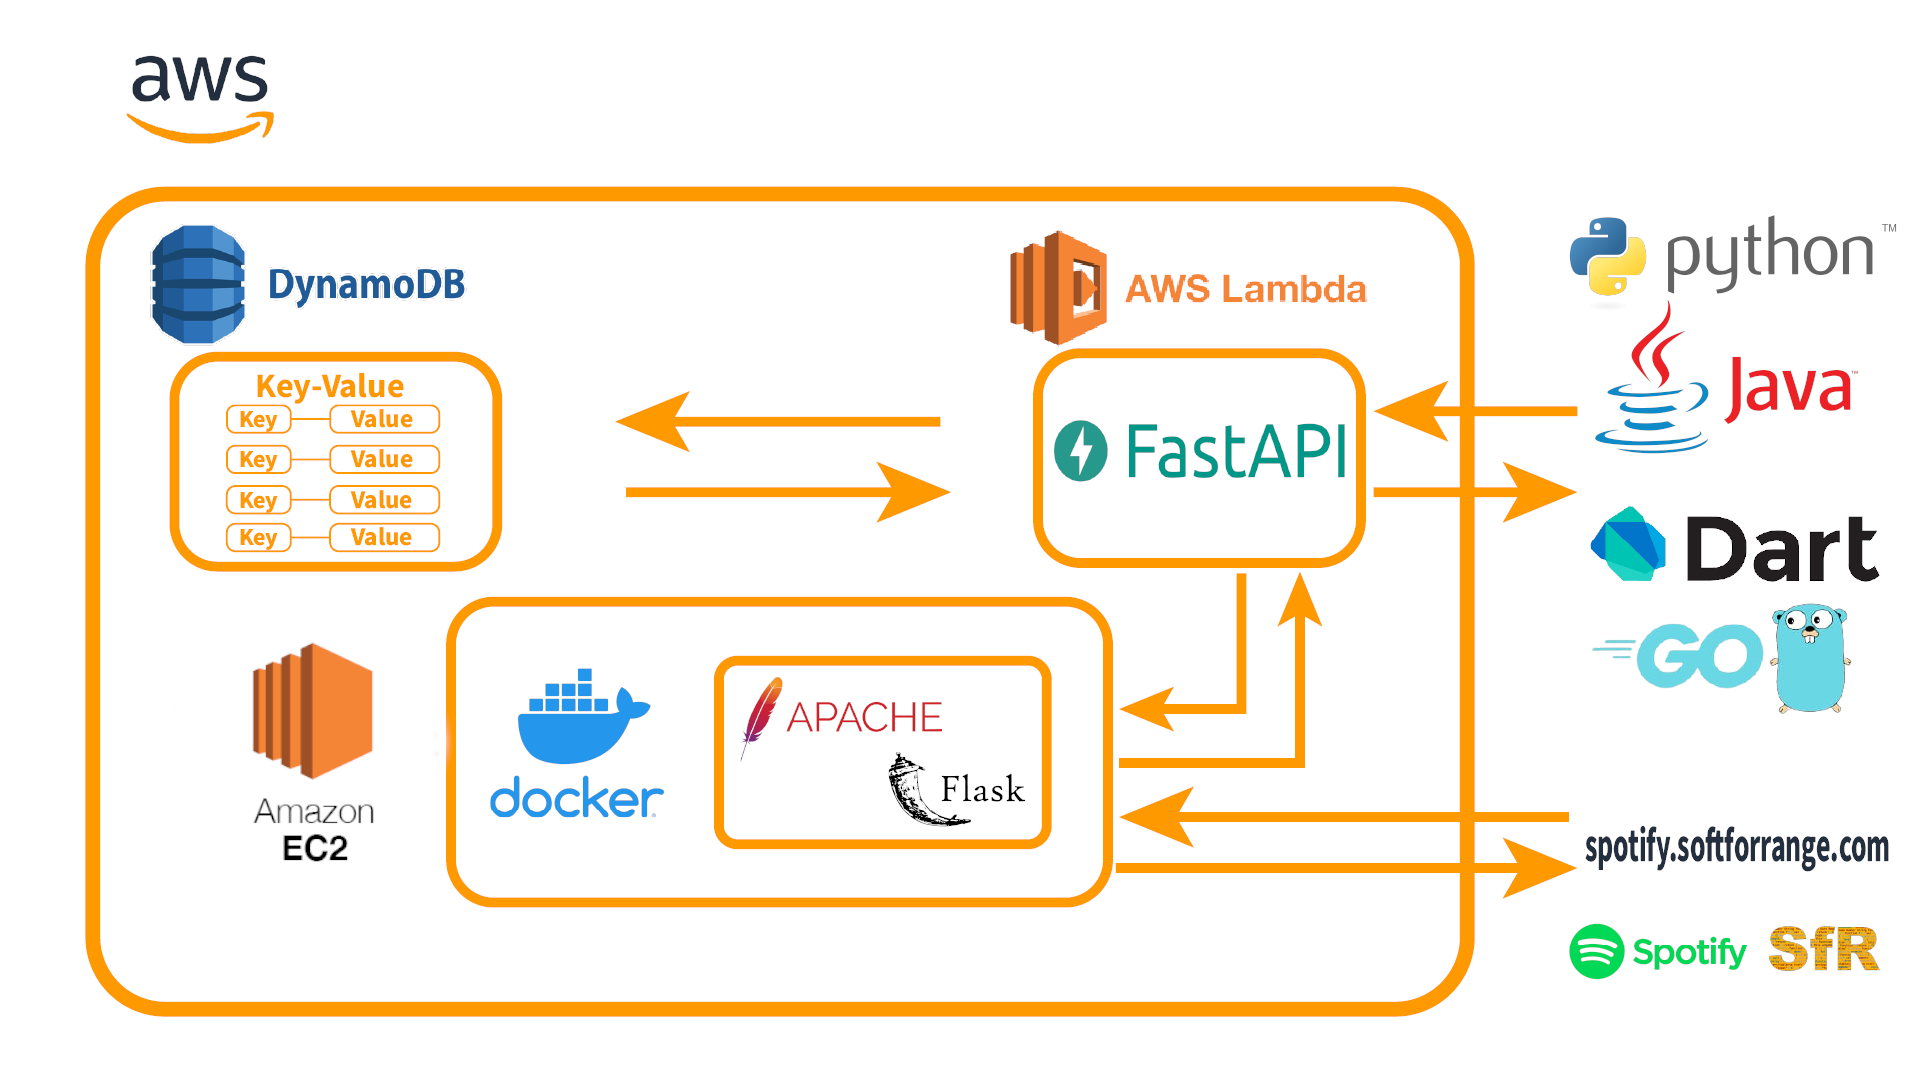 aws
DynamoDB
Key-Value
Key Value
Key Value
Key Value
Key Value
AWS Lambda
FastAPI
python™
Java™
Dart
GO
Amazon
EC2
docker
APACHE
Flask
spotify.softforrange.com
Spotify
SfR